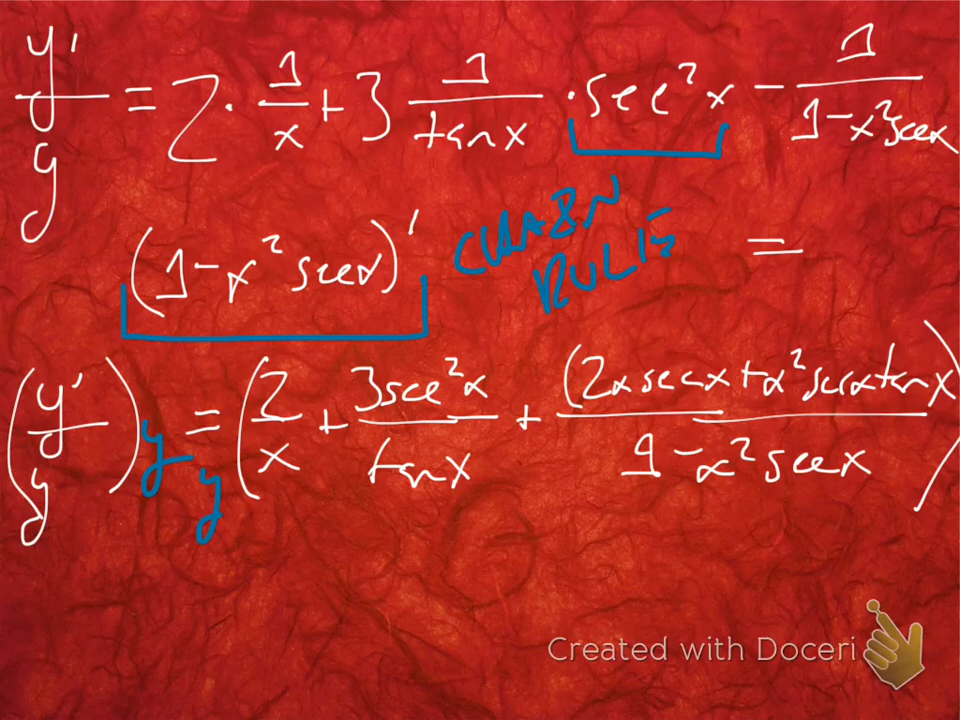 y'/y = 2 · 1/x + 3 1/tanx · sec²x − 1/(1−x²secx)
(1−x²secx)' CHAIN RULE =
(y'/y)y = y(2/x + 3sec²x/tanx + (2xsecx+x²secxtanx)/(1−x²secx))
Created with Doceri